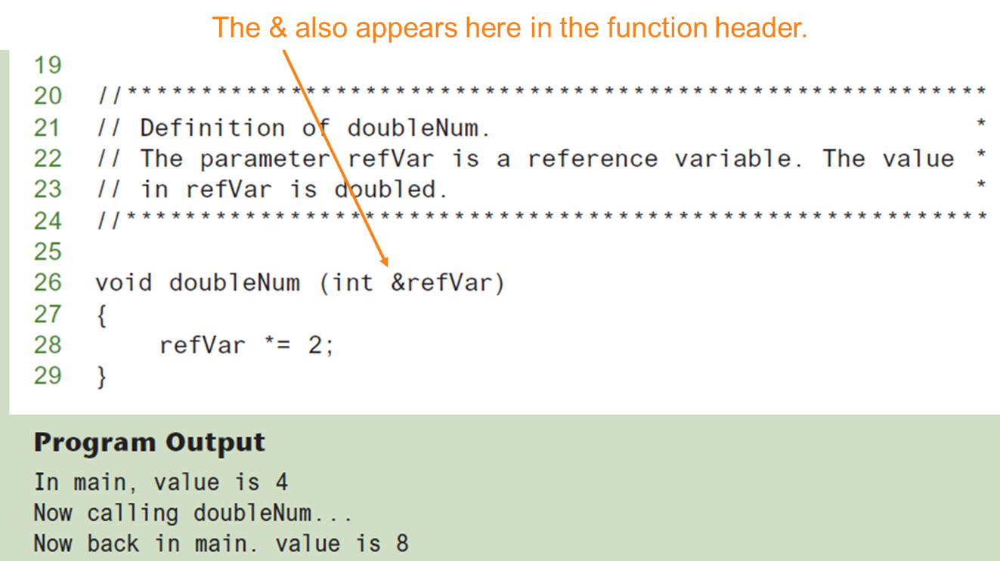 The & also appears here in the function header.
19
20 //**********************************************************
21 // Definition of doubleNum. *
22 // The parameter refVar is a reference variable. The value *
23 // in refVar is doubled. *
24 //**********************************************************
25
26 void doubleNum (int &refVar)
27 {
28 refVar *= 2;
29 }
Program Output
In main, value is 4
Now calling doubleNum...
Now back in main. value is 8